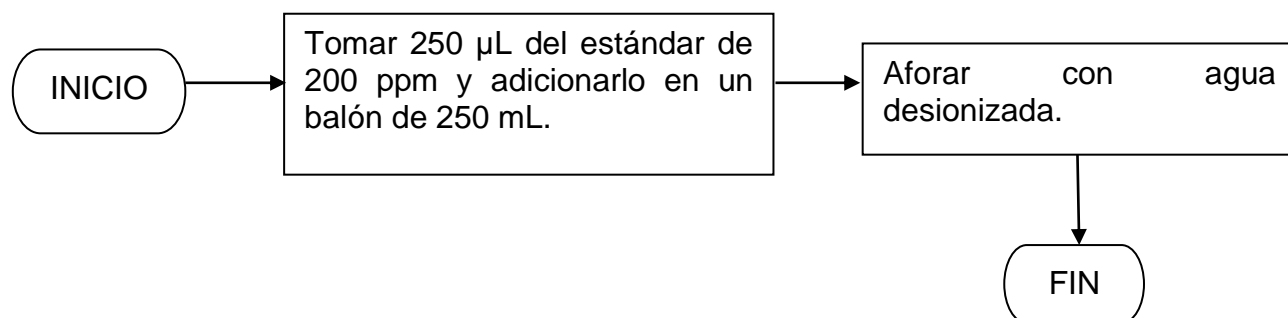 INICIO
Tomar 250 µL del estándar de
200 ppm y adicionarlo en un
balón de 250 mL.
Aforar con agua
desionizada.
FIN